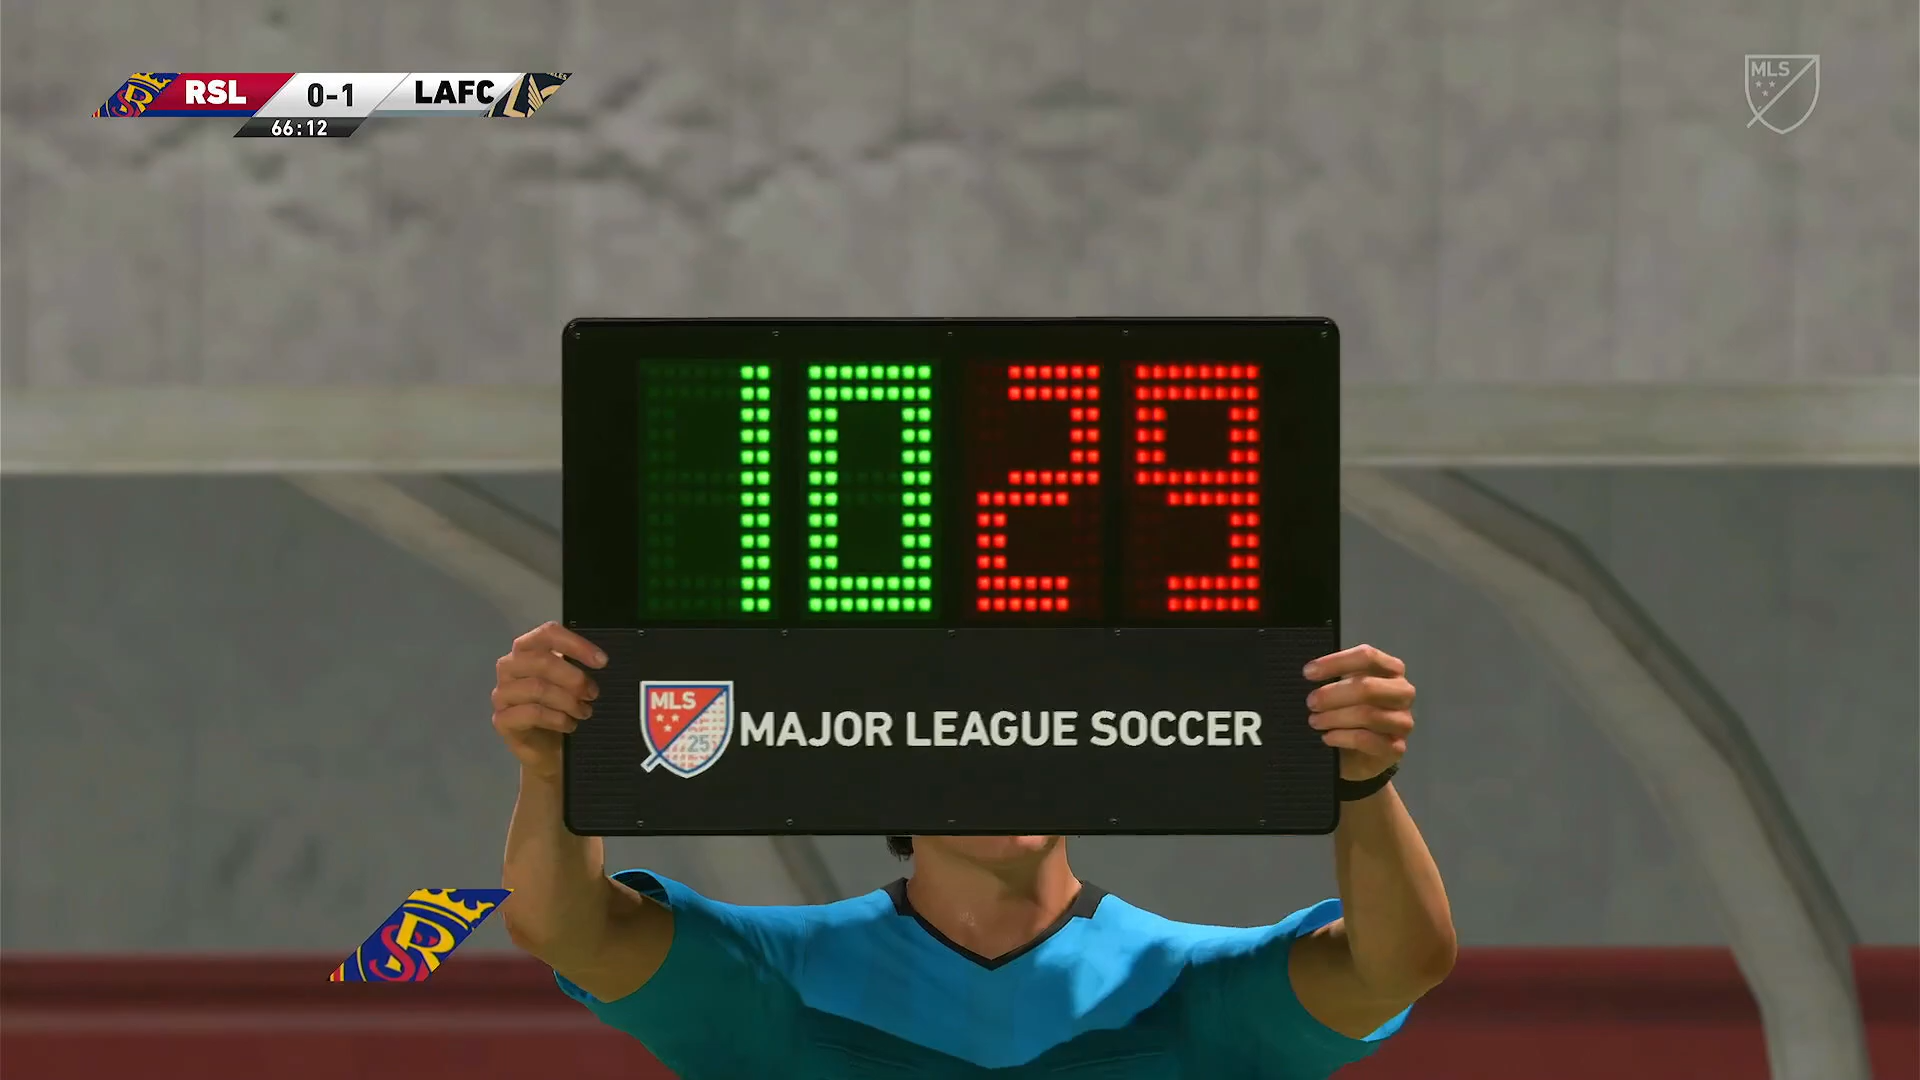 RSL 0-1 LAFC
66:12
MLS
10 29
MLS
25
MAJOR LEAGUE SOCCER